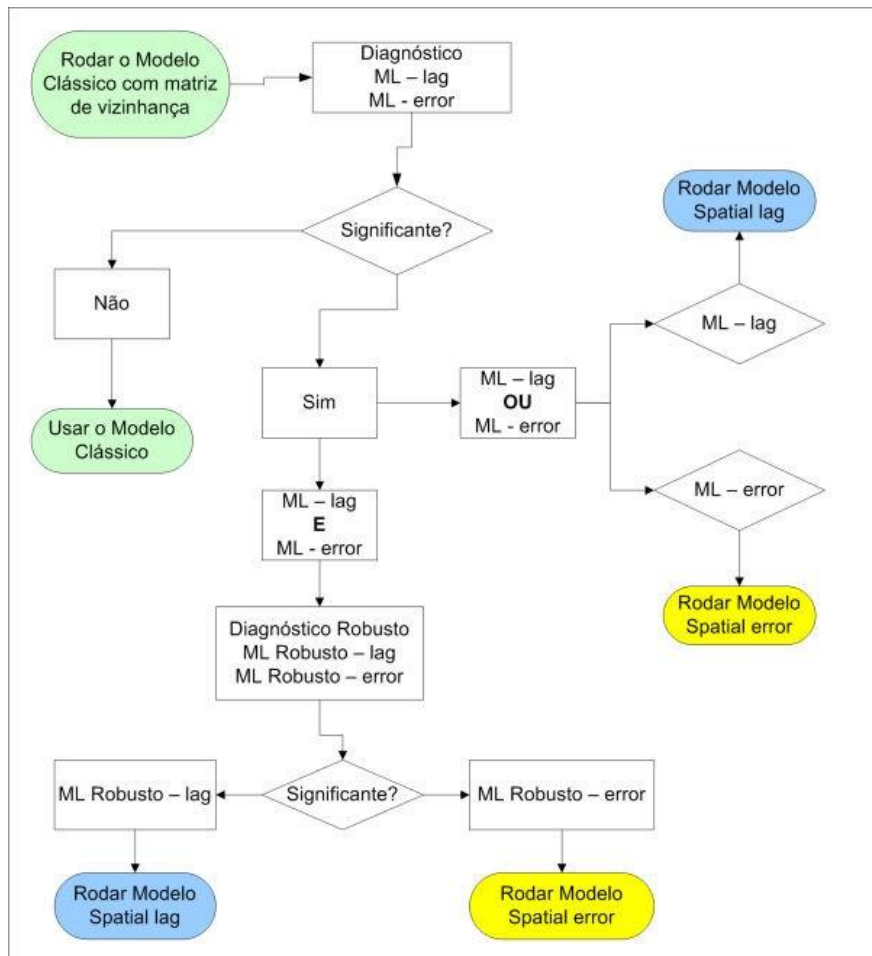 Rodar o Modelo
Clássico com matriz
de vizinhança
Diagnóstico
ML – lag
ML - error
Significante?
Rodar Modelo
Spatial lag
Não
ML – lag
Usar o Modelo
Clássico
Sim
ML – lag
OU
ML - error
ML – error
Rodar Modelo
Spatial error
ML – lag
E
ML - error
Diagnóstico Robusto
ML Robusto – lag
ML Robusto – error
ML Robusto – lag
Significante?
ML Robusto – error
Rodar Modelo
Spatial lag
Rodar Modelo
Spatial error